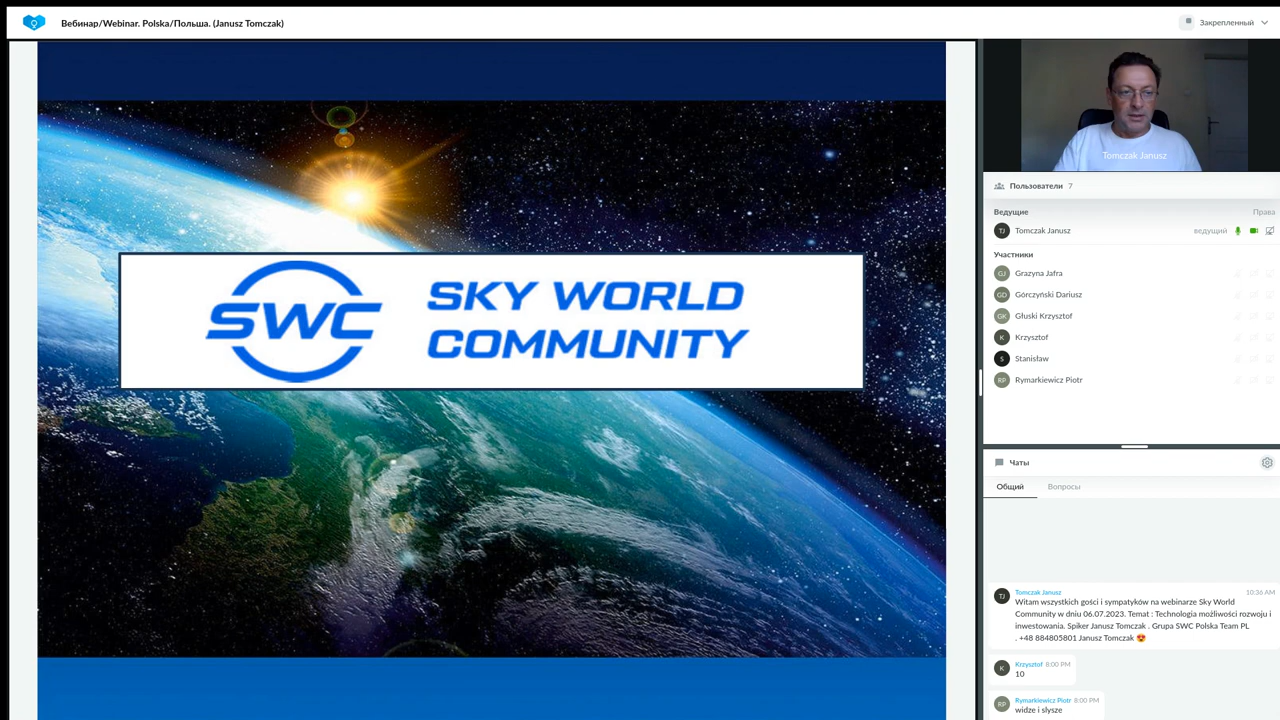 Вебинар/Webinar. Polska/Польша. (Janusz Tomczak)
Закрепленный
SWC
SKY WORLD
COMMUNITY
Tomczak Janusz
Пользователи 7
Ведущие
Права
TJ
Tomczak Janusz
ведущий
Участники
GJ
Grazyna Jafra
GD
Górczyński Dariusz
GK
Głuski Krzysztof
K
Krzysztof
S
Stanisław
RP
Rymarkiewicz Piotr
Чаты
Общий
Вопросы
TJ
Tomczak Janusz
10:36 AM
Witam wszystkich gości i sympatyków na webinarze Sky World
Community w dniu 06.07.2023. Temat : Technologia możliwości rozwoju i
inwestowania. Spiker Janusz Tomczak . Grupa SWC Polska Team PL
. +48 884805801 Janusz Tomczak 😍
K
Krzysztof 8:00 PM
10
RP
Rymarkiewicz Piotr 8:00 PM
widze i slysze